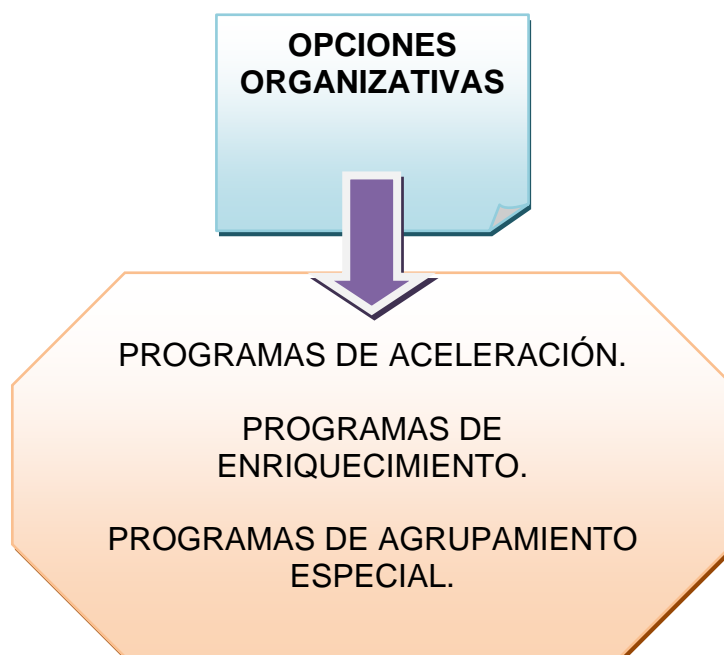 OPCIONES
ORGANIZATIVAS
PROGRAMAS DE ACELERACIÓN.
PROGRAMAS DE
ENRIQUECIMIENTO.
PROGRAMAS DE AGRUPAMIENTO
ESPECIAL.